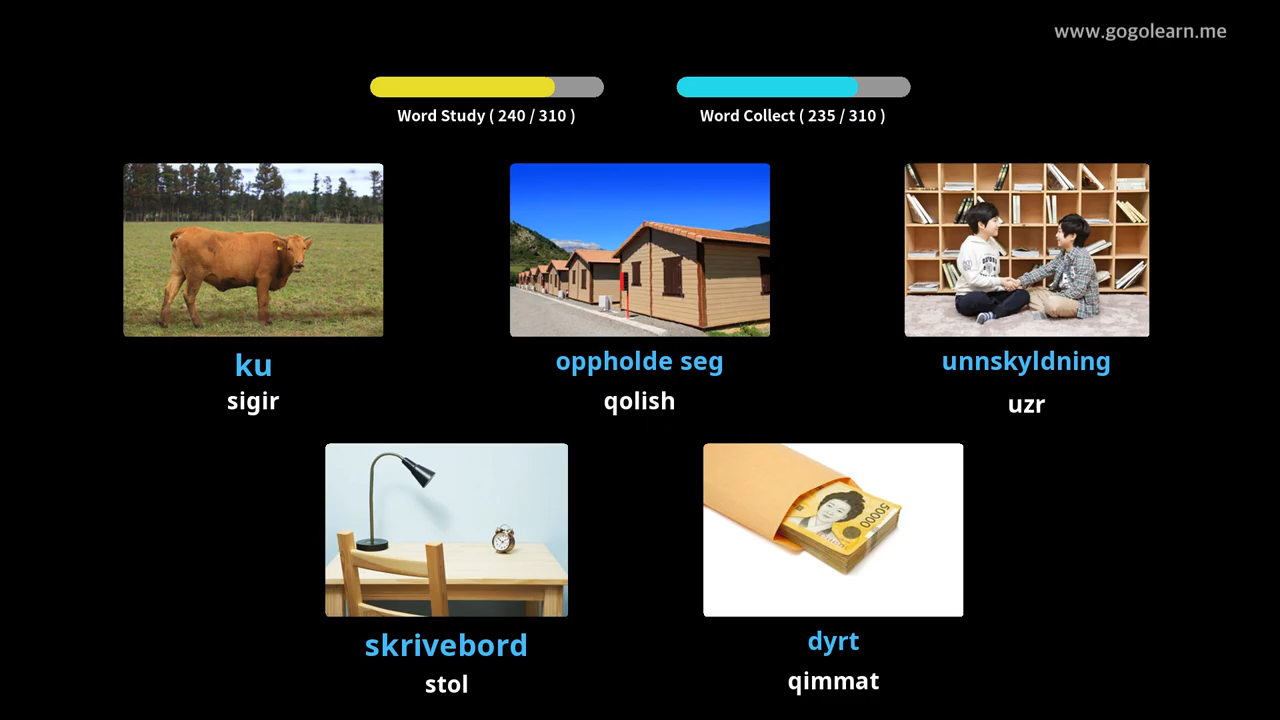 www.gogolearn.me
Word Study ( 240 / 310 )
Word Collect ( 235 / 310 )
ku
sigir
oppholde seg
qolish
unnskyldning
uzr
50000
skrivebord
stol
dyrt
qimmat